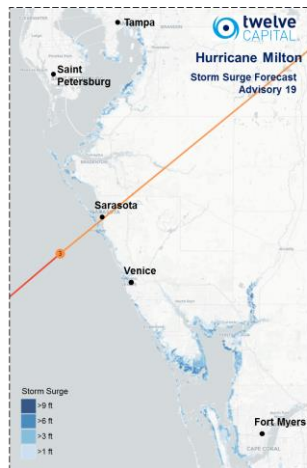 Tampa
twelve
CAPITAL
Hurricane Milton
Storm Surge Forecast
Advisory 19
Saint
Petersburg
Sarasota
3
Venice
Storm Surge
>9 ft
>6 ft
>3 ft
>1 ft
Fort Myers
CAPE CORAL